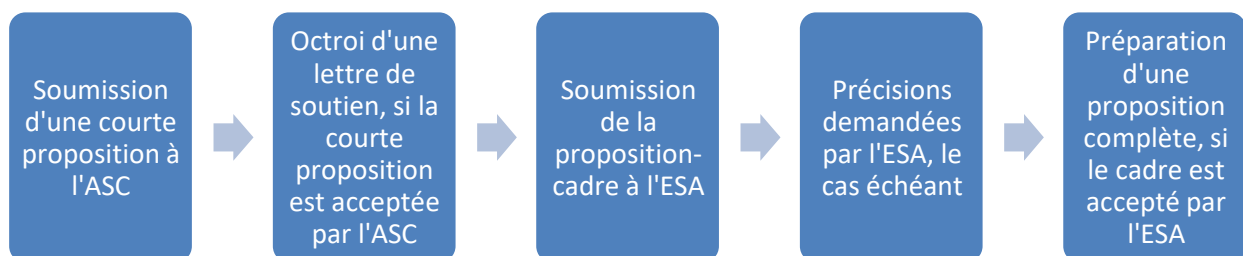 Soumission
d'une courte
proposition à
l'ASC
Octroi d'une
lettre de
soutien, si la
courte
proposition
est acceptée
par l'ASC
Soumission
de la
proposition-
cadre à l'ESA
Précisions
demandées
par l'ESA, le
cas échéant
Préparation
d'une
proposition
complète, si
le cadre est
accepté par
l'ESA